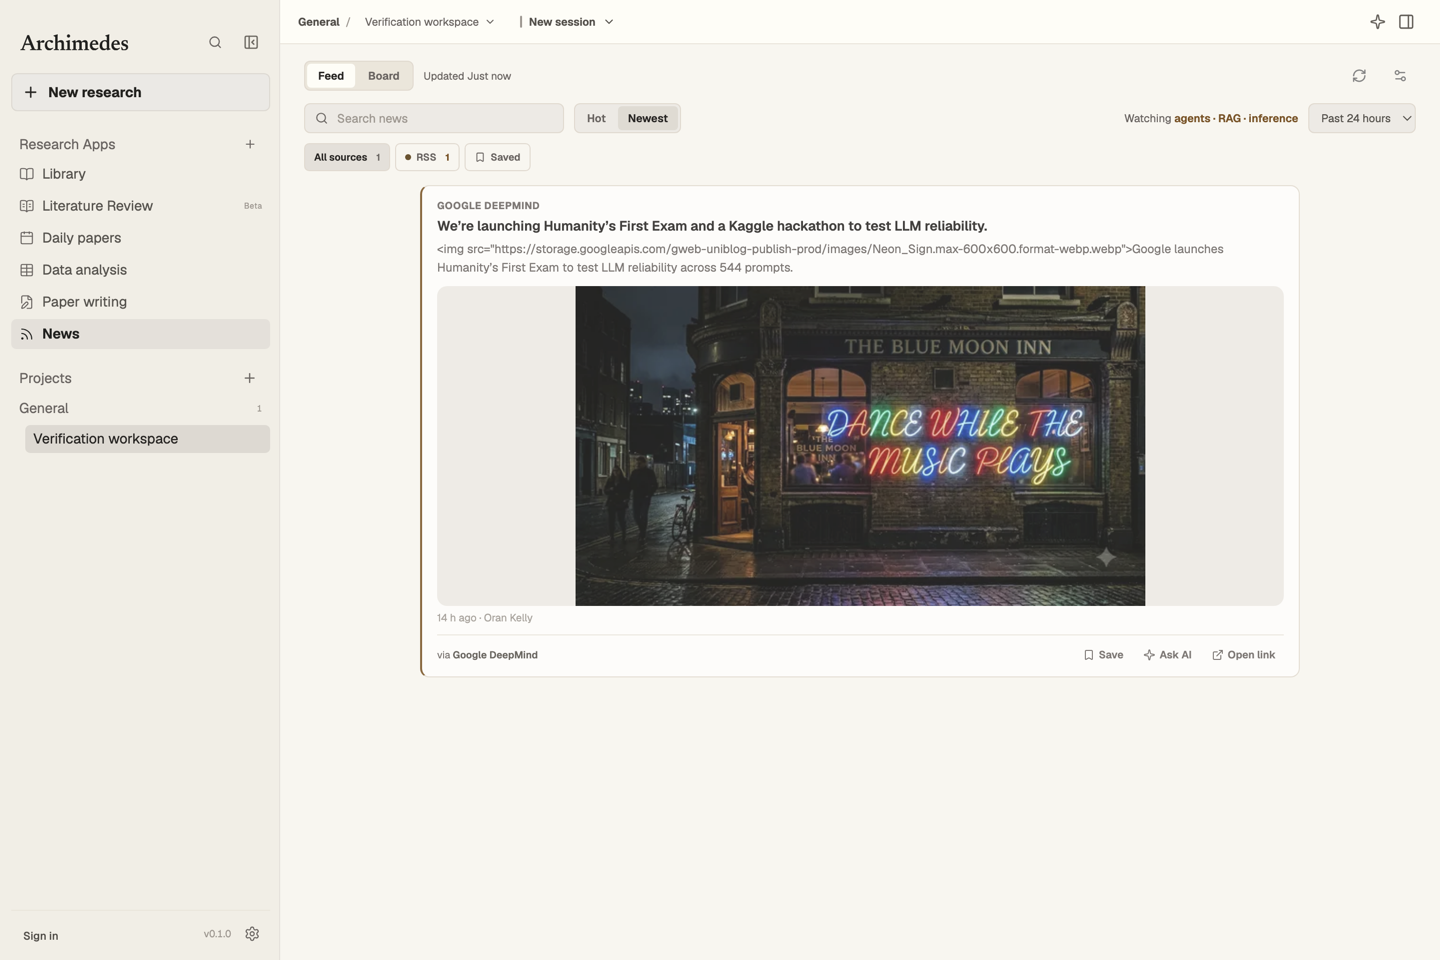 Archimedes
New research
Research Apps
Library
Literature Review Beta
Daily papers
Data analysis
Paper writing
News
Projects
General 1
Verification workspace
Sign in v0.1.0
General / Verification workspace | New session
Feed Board Updated Just now
Search news Hot Newest Watching agents · RAG · inference Past 24 hours
All sources 1 RSS 1 Saved
GOOGLE DEEPMIND
We’re launching Humanity’s First Exam and a Kaggle hackathon to test LLM reliability.
<img src="https://storage.googleapis.com/gweb-uniblog-publish-prod/images/Neon_Sign.max-600x600.format-webp.webp">Google launches
Humanity’s First Exam to test LLM reliability across 544 prompts.
THE BLUE MOON INN
DANCE WHILE THE
MUSIC PLAYS
THE
BLUE MOON
INN
14 h ago · Oran Kelly
via Google DeepMind Save Ask AI Open link